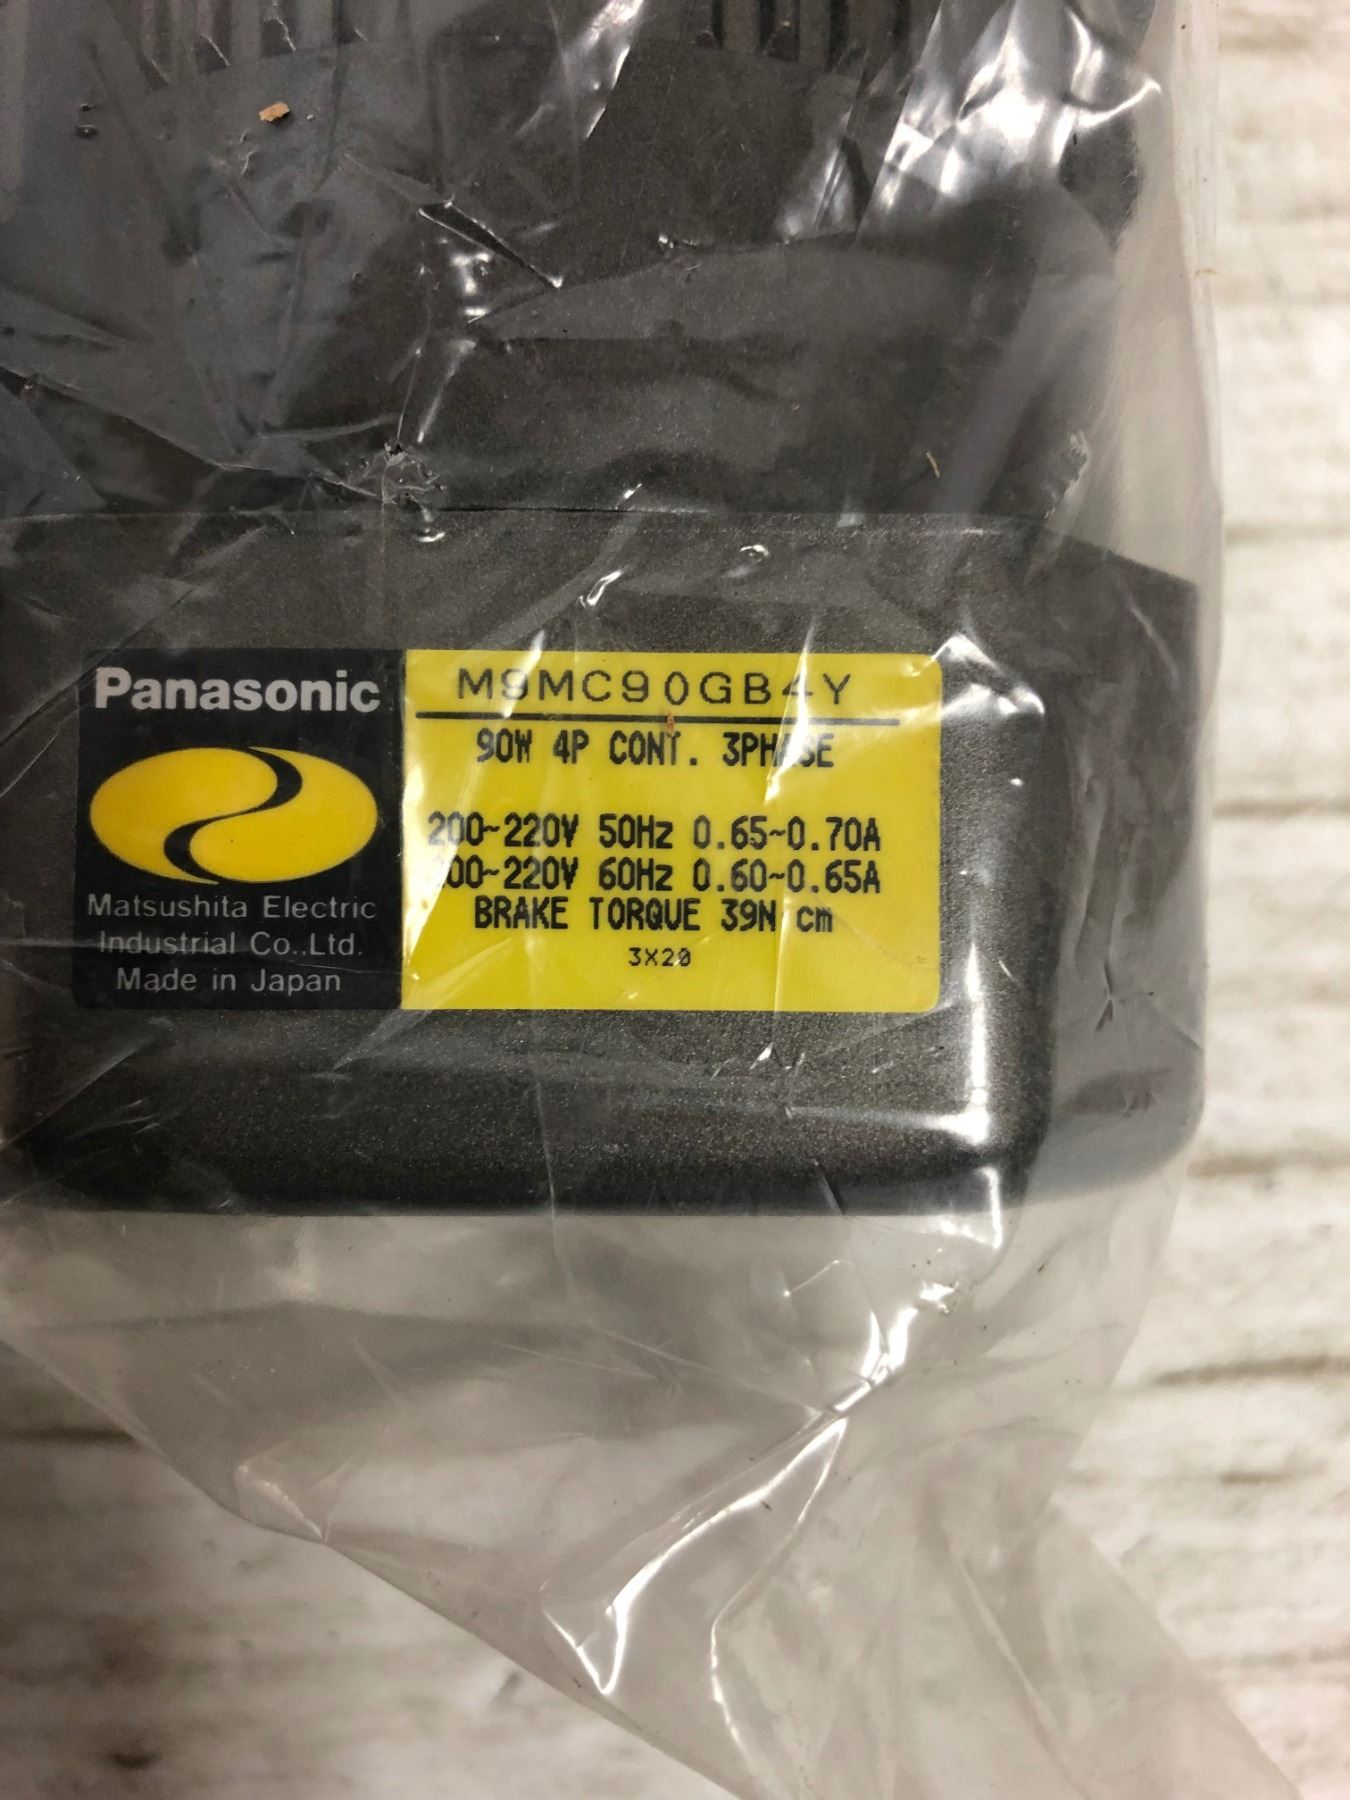 Panasonic
Matsushita Electric
Industrial Co.,Ltd.
Made in Japan
M9MC90GB4Y
90W 4P CONT. 3PHASE
200~220V 50Hz 0.65~0.70A
200~220V 60Hz 0.60~0.65A
BRAKE TORQUE 39N cm
3X20